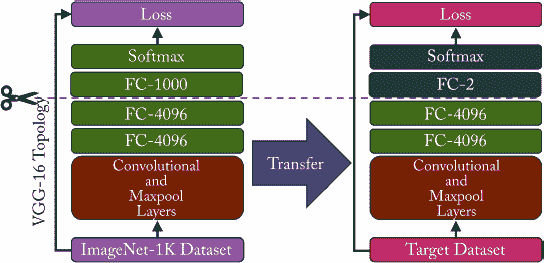 Loss
Softmax
FC-1000
FC-4096
FC-4096
Convolutional
and
Maxpool
Layers
ImageNet-1K Dataset
VGG-16 Topology
Transfer
Loss
Softmax
FC-2
FC-4096
FC-4096
Convolutional
and
Maxpool
Layers
Target Dataset